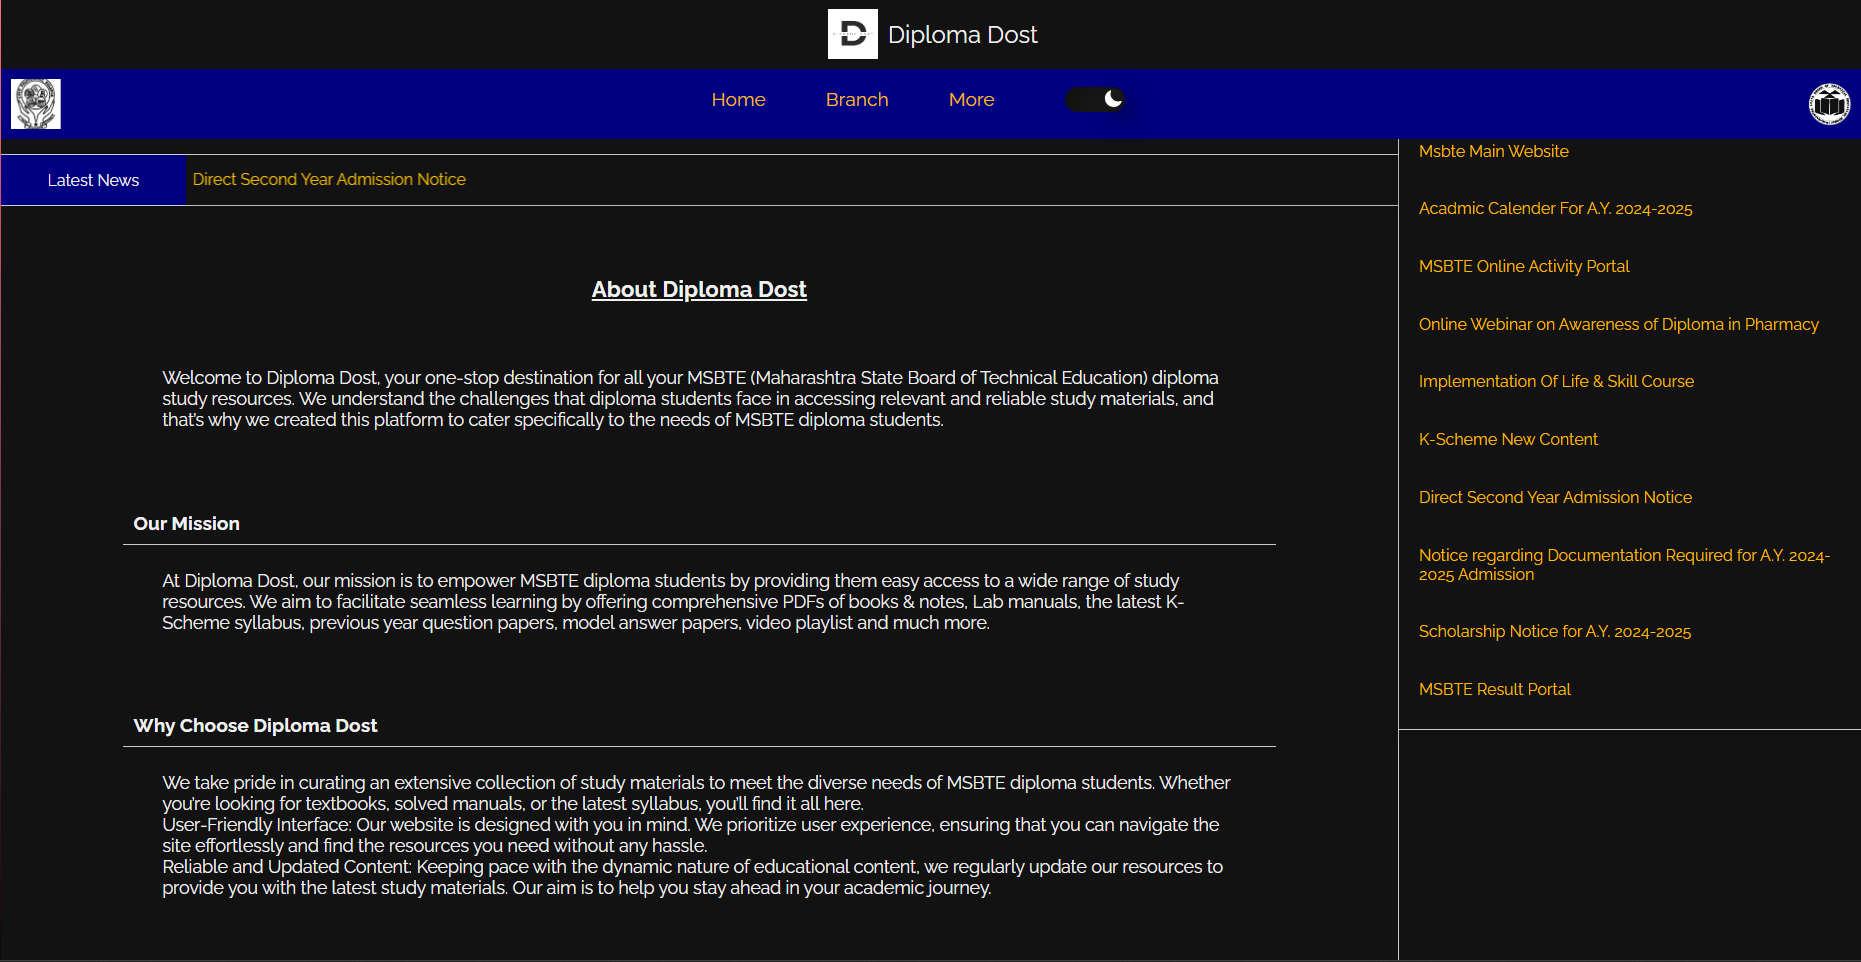 D
Diploma Dost
Home
Branch
More
Latest News
Direct Second Year Admission Notice
About Diploma Dost
Welcome to Diploma Dost, your one-stop destination for all your MSBTE (Maharashtra State Board of Technical Education) diploma
study resources. We understand the challenges that diploma students face in accessing relevant and reliable study materials, and
that's why we created this platform to cater specifically to the needs of MSBTE diploma students.
Our Mission
At Diploma Dost, our mission is to empower MSBTE diploma students by providing them easy access to a wide range of study
resources. We aim to facilitate seamless learning by offering comprehensive PDFs of books & notes, Lab manuals, the latest K-
Scheme syllabus, previous year question papers, model answer papers, video playlist and much more.
Why Choose Diploma Dost
We take pride in curating an extensive collection of study materials to meet the diverse needs of MSBTE diploma students. Whether
you're looking for textbooks, solved manuals, or the latest syllabus, you'll find it all here.
User-Friendly Interface: Our website is designed with you in mind. We prioritize user experience, ensuring that you can navigate the
site effortlessly and find the resources you need without any hassle.
Reliable and Updated Content: Keeping pace with the dynamic nature of educational content, we regularly update our resources to
provide you with the latest study materials. Our aim is to help you stay ahead in your academic journey.
Msbte Main Website
Acadmic Calender For A.Y. 2024-2025
MSBTE Online Activity Portal
Online Webinar on Awareness of Diploma in Pharmacy
Implementation Of Life & Skill Course
K-Scheme New Content
Direct Second Year Admission Notice
Notice regarding Documentation Required for A.Y. 2024-
2025 Admission
Scholarship Notice for A.Y. 2024-2025
MSBTE Result Portal